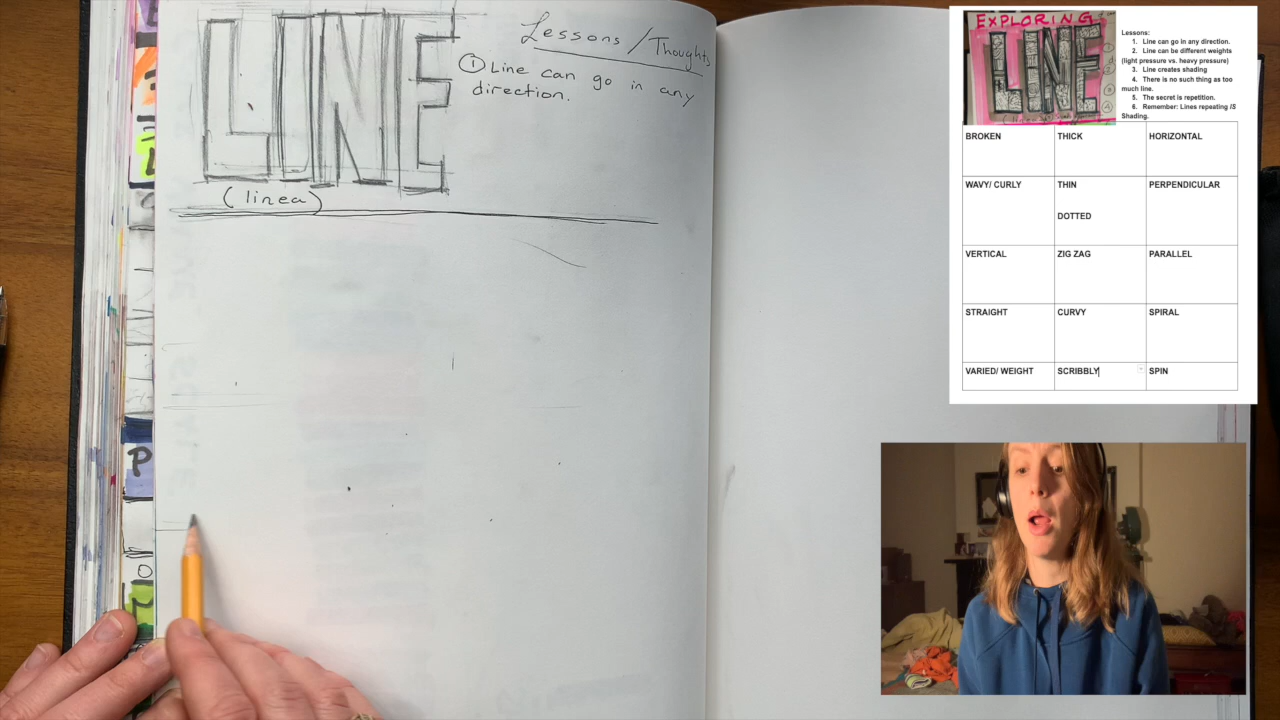 LINE
(linea)
Lessons/Thoughts
① Line can go in any
direction.
P
O
EXPLORING
LINE
Lessons:
1. Line can go in any direction.
2. Line can be different weights
(light pressure vs. heavy pressure)
3. Line creates shading
4. There is no such thing as too
much line.
5. The secret is repetition.
6. Remember: Lines repeating IS
Shading.
BROKEN THICK HORIZONTAL
WAVY/ CURLY THIN PERPENDICULAR
DOTTED
VERTICAL ZIG ZAG PARALLEL
STRAIGHT CURVY SPIRAL
VARIED/ WEIGHT SCRIBBLY SPIN